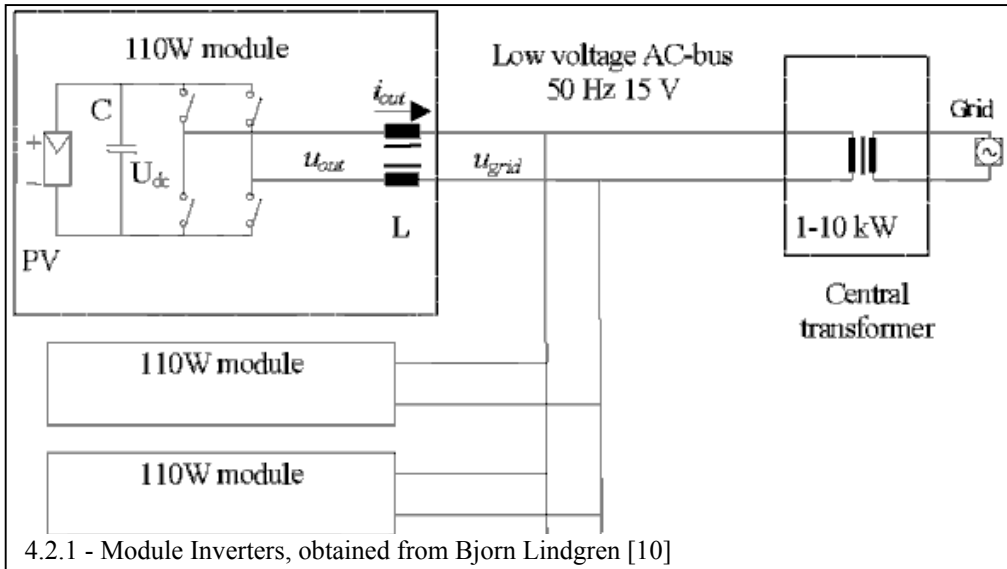 110W module
C
+
U_dc
-
PV
u_out
i_out
L
u_grid
Low voltage AC-bus
50 Hz 15 V
Grid
1-10 kW
Central
transformer
110W module
110W module
4.2.1 - Module Inverters, obtained from Bjorn Lindgren [10]